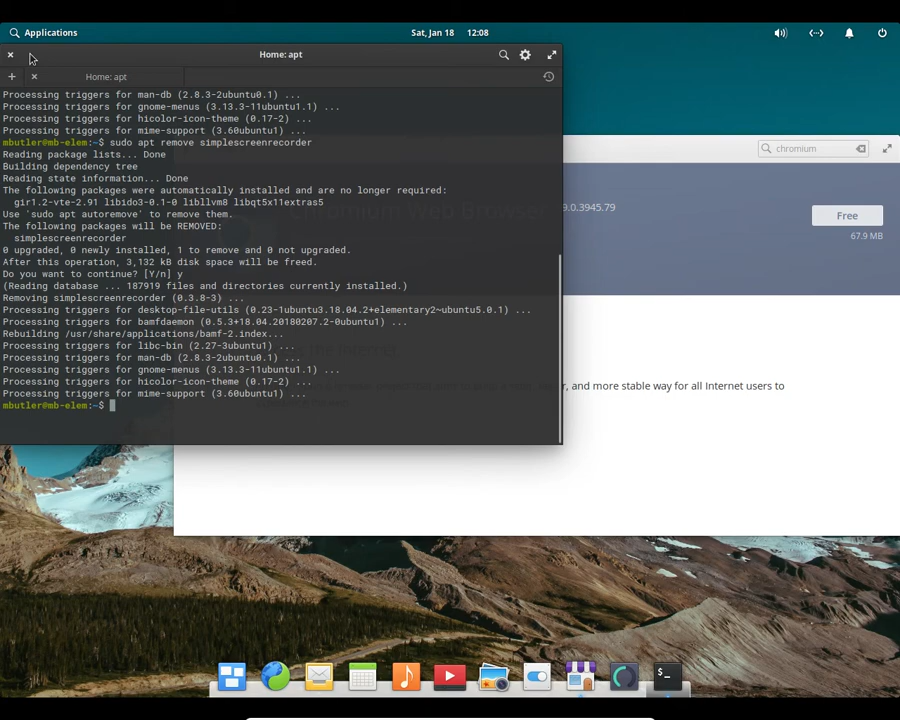 Applications
Sat, Jan 18 12:08
Home: apt
Home: apt
Processing triggers for man-db (2.8.3-2ubuntu0.1) ...
Processing triggers for gnome-menus (3.13.3-11ubuntu1.1) ...
Processing triggers for hicolor-icon-theme (0.17-2) ...
Processing triggers for mime-support (3.60ubuntu1) ...
mbutler@mb-elem:~$ sudo apt remove simplescreenrecorder
Reading package lists... Done
Building dependency tree
Reading state information... Done
The following packages were automatically installed and are no longer required:
gir1.2-vte-2.91 libido3-0.1-0 libllvm8 libqt5x11extras5
Use 'sudo apt autoremove' to remove them.
The following packages will be REMOVED:
simplescreenrecorder
0 upgraded, 0 newly installed, 1 to remove and 0 not upgraded.
After this operation, 3,132 kB disk space will be freed.
Do you want to continue? [Y/n] y
(Reading database ... 187919 files and directories currently installed.)
Removing simplescreenrecorder (0.3.8-3) ...
Processing triggers for desktop-file-utils (0.23-1ubuntu3.18.04.2+elementary2~ubuntu5.0.1) ...
Processing triggers for bamfdaemon (0.5.3+18.04.20180207.2-0ubuntu1) ...
Rebuilding /usr/share/applications/bamf-2.index...
Processing triggers for libc-bin (2.27-3ubuntu1) ...
Processing triggers for man-db (2.8.3-2ubuntu0.1) ...
Processing triggers for gnome-menus (3.13.3-11ubuntu1.1) ...
Processing triggers for hicolor-icon-theme (0.17-2) ...
Processing triggers for mime-support (3.60ubuntu1) ...
mbutler@mb-elem:~$
chromium
Chromium Web Browser 9.0.3945.79
Free
67.9 MB
the Internet
, and more stable way for all Internet users to